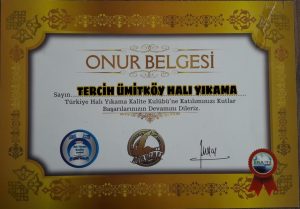 ONUR BELGESİ
Sayın.... TERCİH ÜMİTKÖY HALI YIKAMA ....
Türkiye Halı Yıkama Kalite Kulübü'ne Katılımınızı Kutlar
Başarılarınızın Devamını Dileriz.